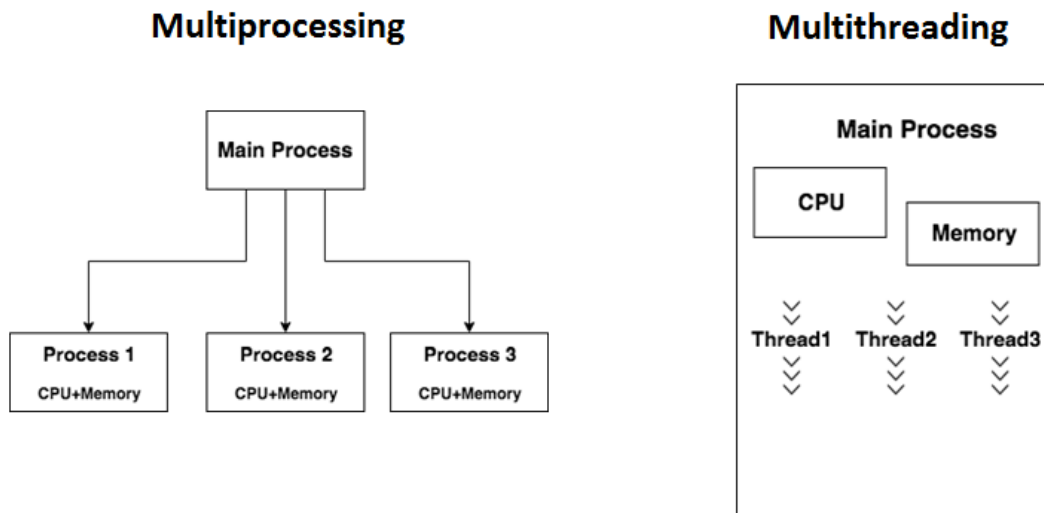 Multiprocessing
Main Process
Process 1
CPU+Memory
Process 2
CPU+Memory
Process 3
CPU+Memory
Multithreading
Main Process
CPU
Memory
Thread1
Thread2
Thread3